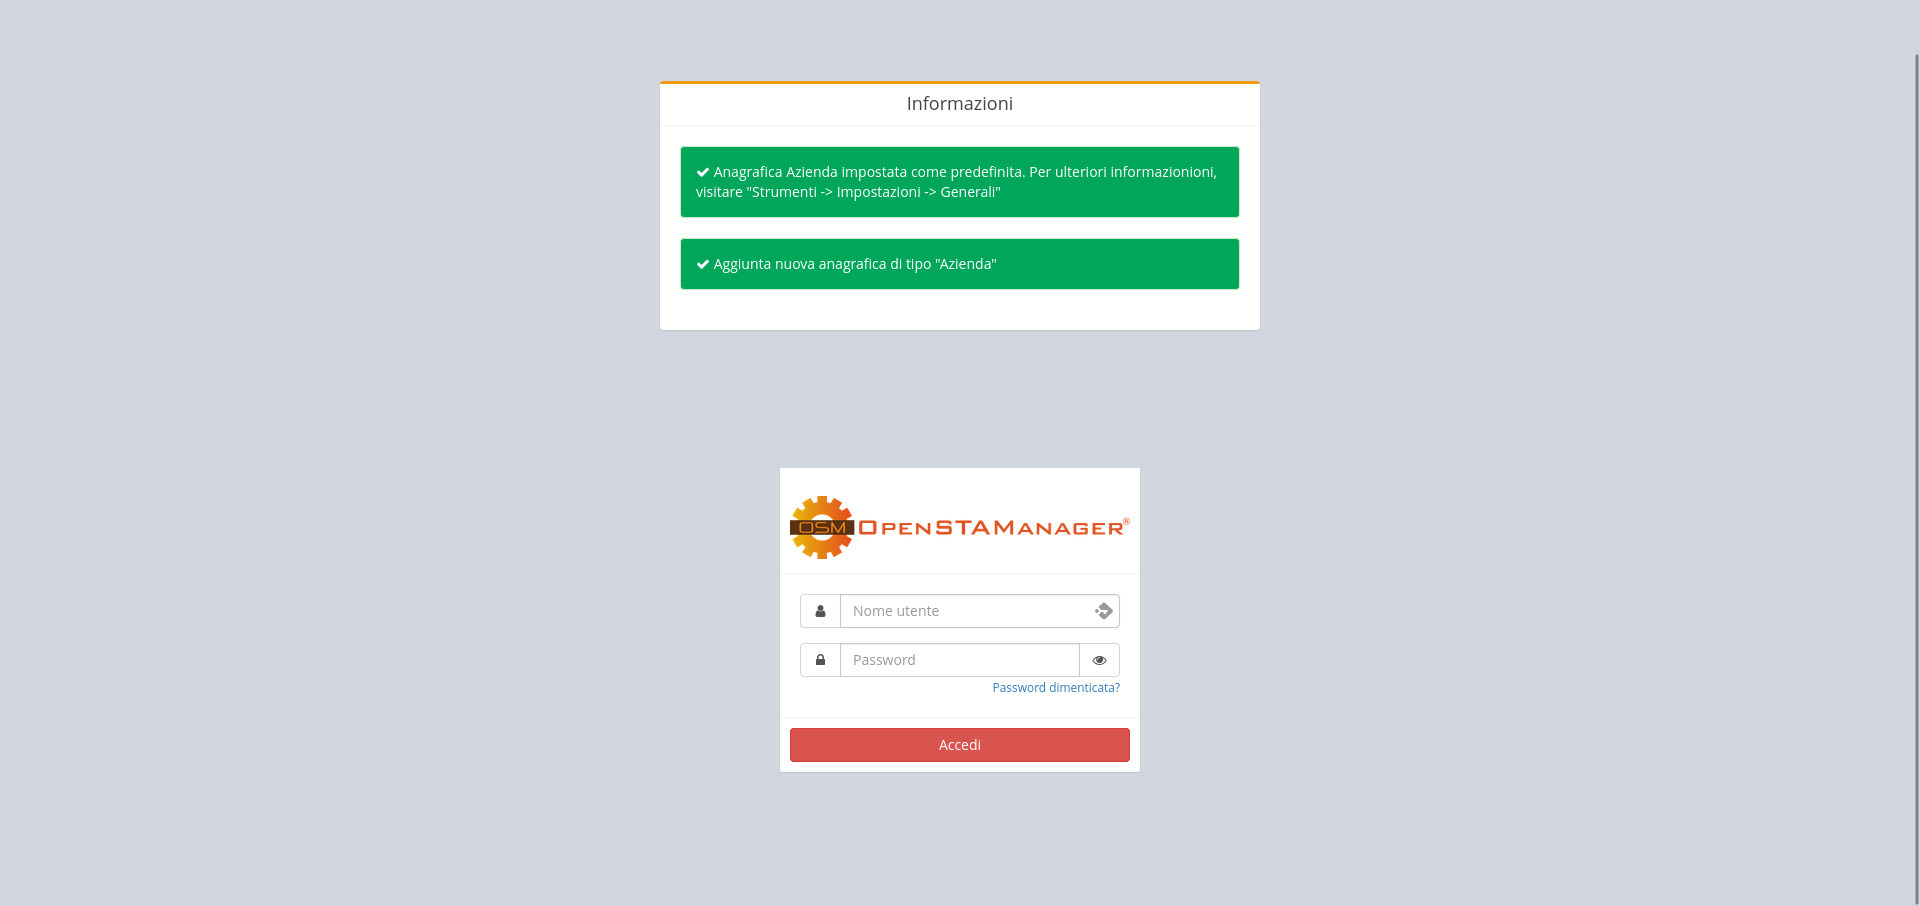 Informazioni
Anagrafica Azienda impostata come predefinita. Per ulteriori informazionioni,
visitare "Strumenti -> Impostazioni -> Generali"
Aggiunta nuova anagrafica di tipo "Azienda"
OSM OPENSTAMANAGER®
Nome utente
Password
Password dimenticata?
Accedi